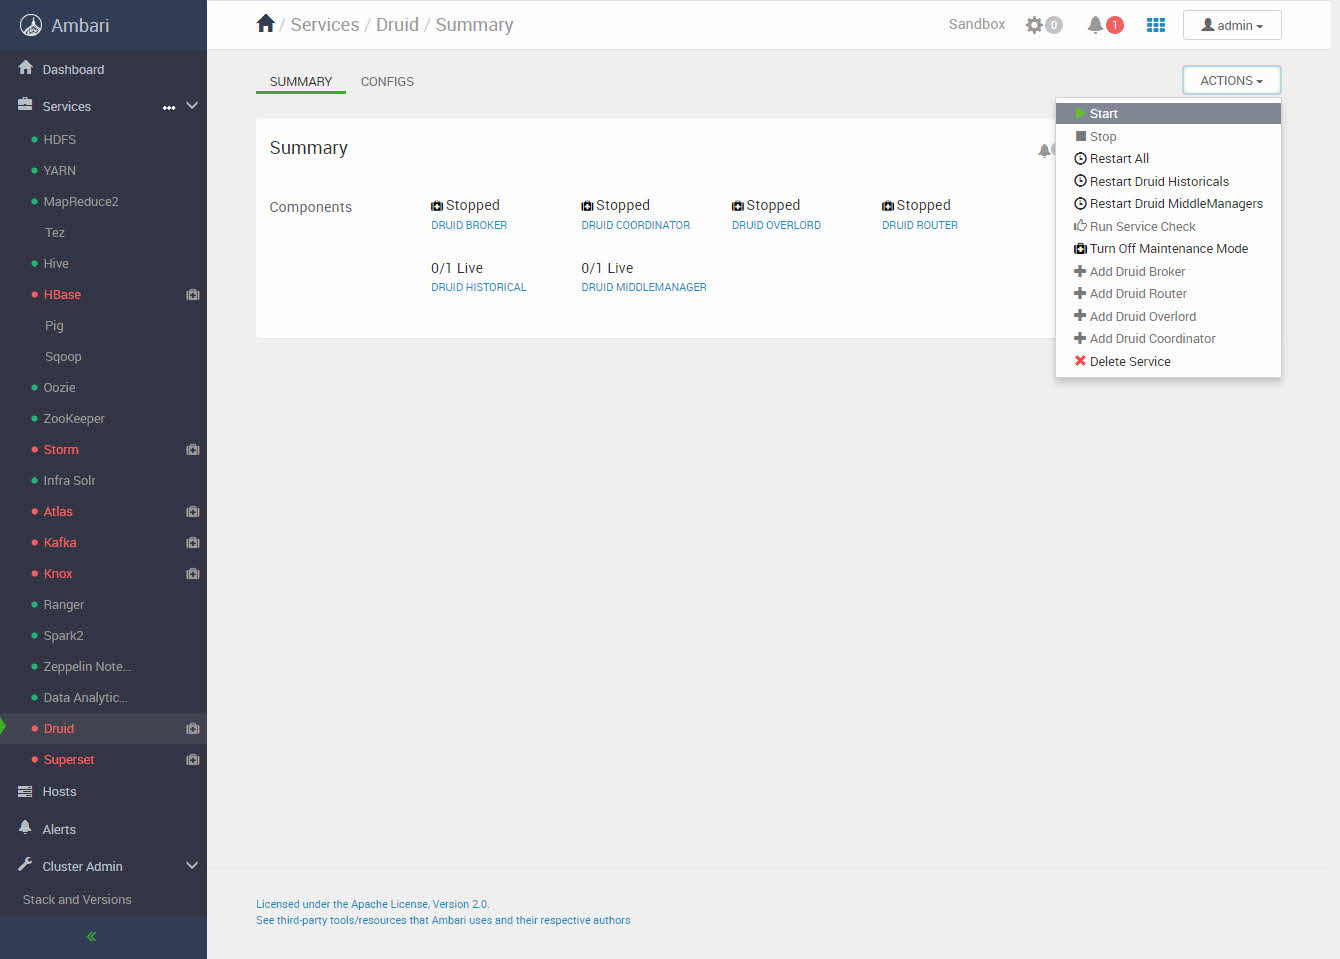 Ambari
/ Services / Druid / Summary
Sandbox
0
1
admin
Dashboard
Services
HDFS
YARN
MapReduce2
Tez
Hive
HBase
Pig
Sqoop
Oozie
ZooKeeper
Storm
Infra Solr
Atlas
Kafka
Knox
Ranger
Spark2
Zeppelin Note...
Data Analytic...
Druid
Superset
Hosts
Alerts
Cluster Admin
Stack and Versions
SUMMARY
CONFIGS
ACTIONS
Start
Stop
Restart All
Restart Druid Historicals
Restart Druid MiddleManagers
Run Service Check
Turn Off Maintenance Mode
Add Druid Broker
Add Druid Router
Add Druid Overlord
Add Druid Coordinator
Delete Service
Summary
Components
Stopped
DRUID BROKER
Stopped
DRUID COORDINATOR
Stopped
DRUID OVERLORD
Stopped
DRUID ROUTER
0/1 Live
DRUID HISTORICAL
0/1 Live
DRUID MIDDLEMANAGER
Licensed under the Apache License, Version 2.0.
See third-party tools/resources that Ambari uses and their respective authors